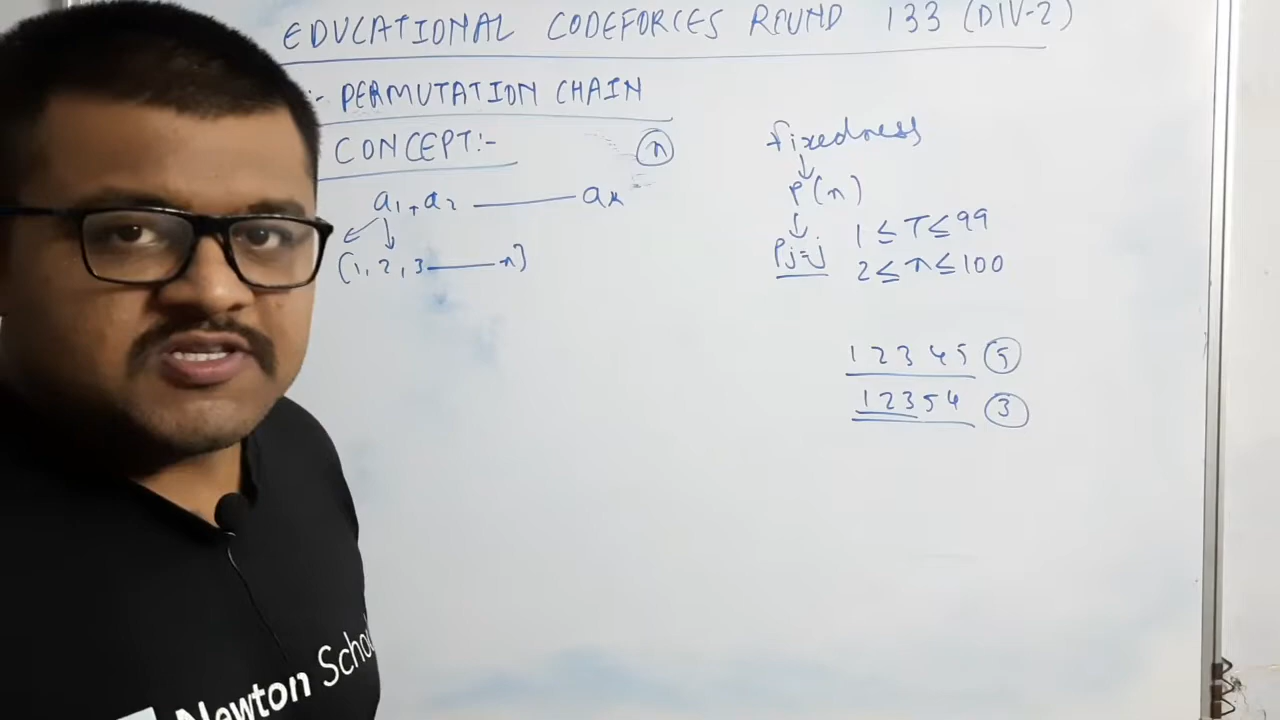 EDUCATIONAL CODEFORCES ROUND 133 (DIV-2)
:- PERMUTATION CHAIN
CONCEPT:- n
a1, a2 an
(1, 2, 3 n)
fixedness
P(n)
Pj=j
1 ≤ T ≤ 99
2 ≤ n ≤ 100
1 2 3 4 5 5
1 2 3 5 4 3
Newton School